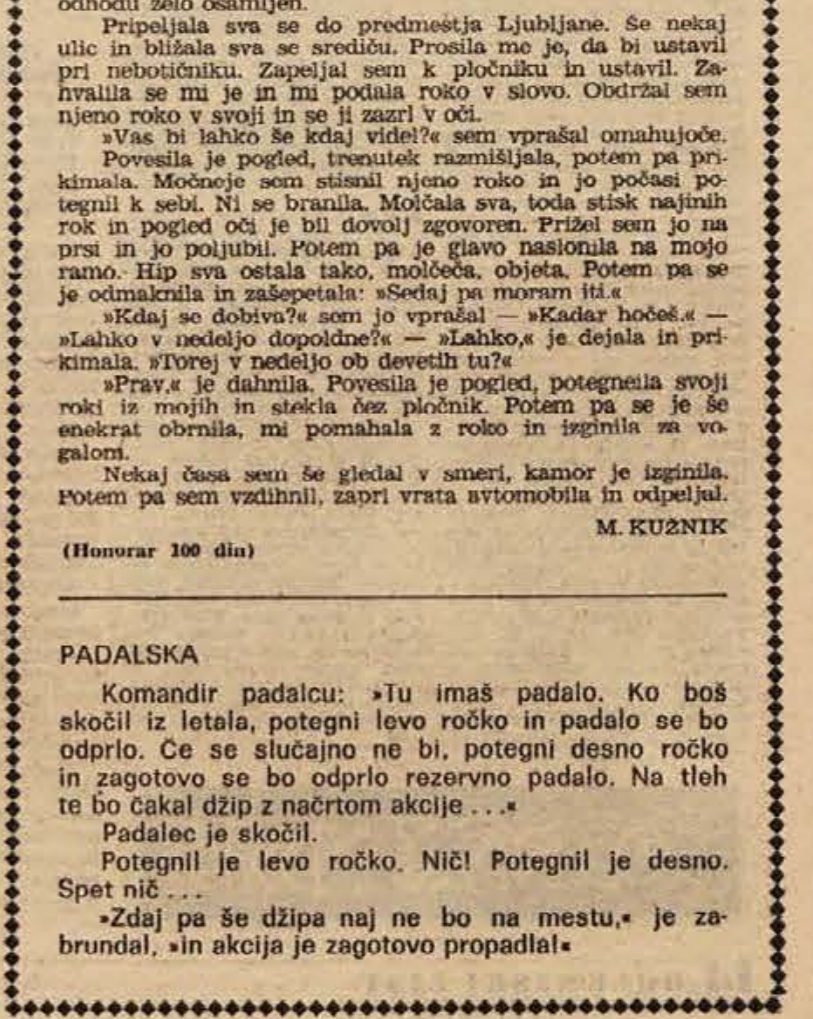 odhodu zelo osamljen.
Pripeljala sva se do predmestja Ljubljane. Še nekaj
ulic in bližala sva se središču. Prosila me je, da bi ustavil
pri nebotičniku. Zapeljal sem k pločniku in ustavil. Za-
hvalila se mi je in mi podala roko v slovo. Obdržal sem
njeno roko v svoji in se ji zazrl v oči.
»Vas bi lahko še kdaj videl?« sem vprašal omahujoče.
Povesila je pogled, trenutek razmišljala, potem pa pri-
kimala. Močneje sem stisnil njeno roko in jo počasi po-
tegnil k sebi. Ni se branila. Molčala sva, toda stisk najinih
rok in pogled oči je bil dovolj zgovoren. Prižel sem jo na
prsi in jo poljubil. Potem pa je glavo naslonila na mojo
ramo. Hip sva ostala tako, molčeča, objeta. Potem pa se
je odmaknila in zašepetala: »Sedaj pa moram iti.«
»Kdaj se dobiva?« sem jo vprašal — »Kadar hočeš.« —
»Lahko v nedeljo dopoldne?« — »Lahko,« je dejala in pri-
kimala. »Torej v nedeljo ob devetih tu?«
»Prav.« je dahnila. Povesila je pogled, potegneila svoji
roki iz mojih in stekla čez pločnik. Potem pa se je še
enekrat obrnila, mi pomahala z roko in izginila za vo-
galom.
Nekaj časa sem še gledal v smeri, kamor je izginila.
Potem pa sem vzdihnil, zaprl vrata avtomobila in odpeljal.
M. KUŽNIK
(Honorar 100 din)
PADALSKA
Komandir padalcu: »Tu imaš padalo. Ko boš
skočil iz letala, potegni levo ročko in padalo se bo
odprlo. Če se slučajno ne bi, potegni desno ročko
in zagotovo se bo odprlo rezervno padalo. Na tleh
te bo čakal džip z načrtom akcije . . .«
Padalec je skočil.
Potegnil je levo ročko. Nič! Potegnil je desno.
Spet nič . . .
»Zdaj pa še džipa naj ne bo na mestu,« je za-
brundal, »in akcija je zagotovo propadla!«